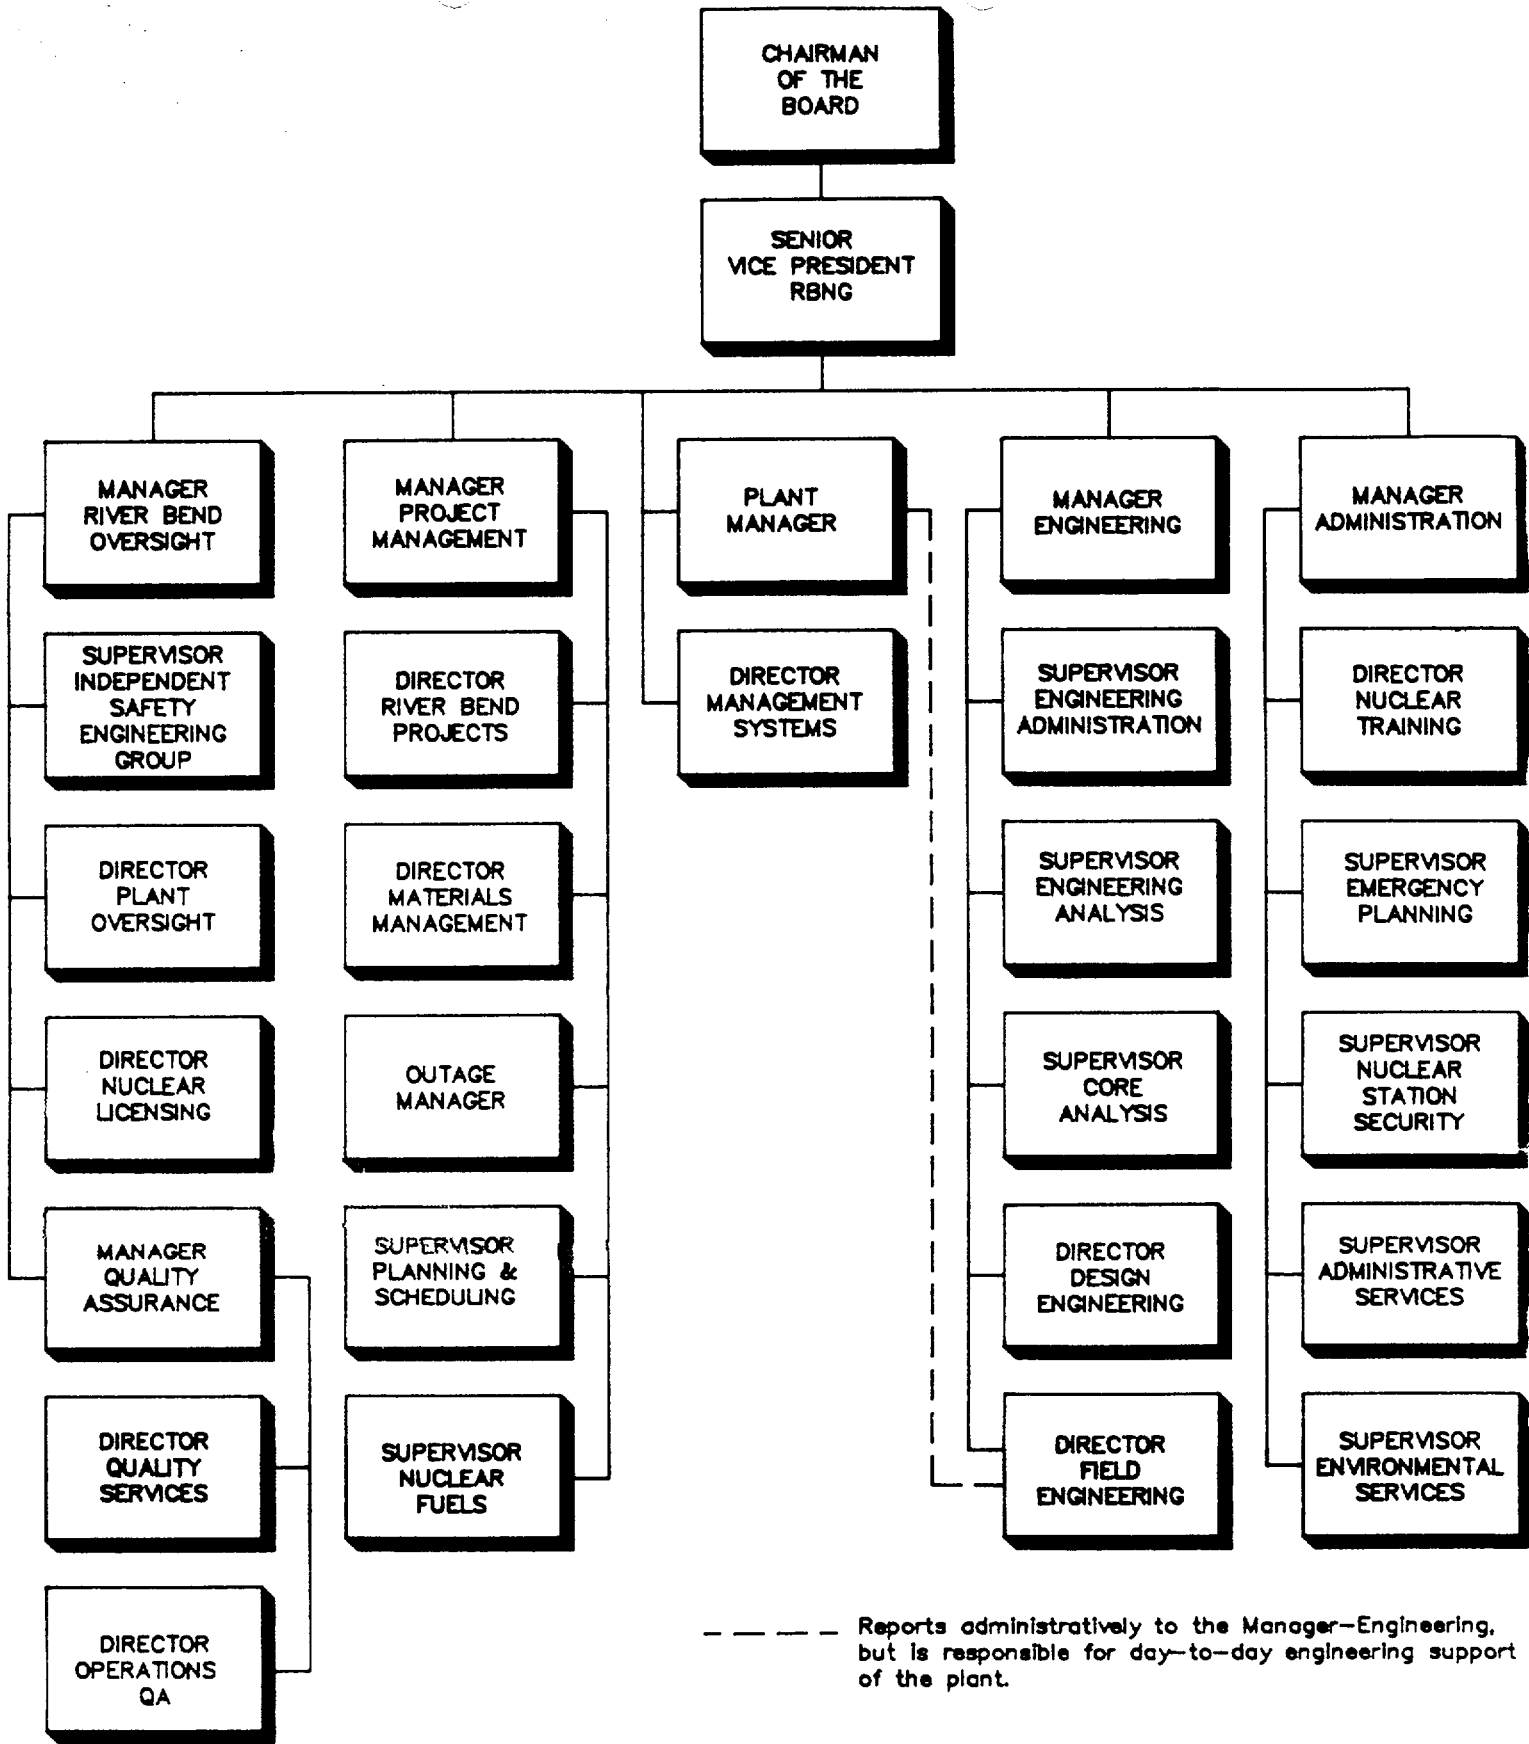 CHAIRMAN
OF THE
BOARD
SENIOR
VICE PRESIDENT
RBNG
MANAGER
RIVER BEND
OVERSIGHT
SUPERVISOR
INDEPENDENT
SAFETY
ENGINEERING
GROUP
DIRECTOR
PLANT
OVERSIGHT
DIRECTOR
NUCLEAR
LICENSING
MANAGER
QUALITY
ASSURANCE
DIRECTOR
QUALITY
SERVICES
DIRECTOR
OPERATIONS
QA
MANAGER
PROJECT
MANAGEMENT
DIRECTOR
RIVER BEND
PROJECTS
DIRECTOR
MATERIALS
MANAGEMENT
OUTAGE
MANAGER
SUPERVISOR
PLANNING &
SCHEDULING
SUPERVISOR
NUCLEAR
FUELS
PLANT
MANAGER
DIRECTOR
MANAGEMENT
SYSTEMS
MANAGER
ENGINEERING
SUPERVISOR
ENGINEERING
ADMINISTRATION
SUPERVISOR
ENGINEERING
ANALYSIS
SUPERVISOR
CORE
ANALYSIS
DIRECTOR
DESIGN
ENGINEERING
DIRECTOR
FIELD
ENGINEERING
MANAGER
ADMINISTRATION
DIRECTOR
NUCLEAR
TRAINING
SUPERVISOR
EMERGENCY
PLANNING
SUPERVISOR
NUCLEAR
STATION
SECURITY
SUPERVISOR
ADMINISTRATIVE
SERVICES
SUPERVISOR
ENVIRONMENTAL
SERVICES
Reports administratively to the Manager-Engineering,
but is responsible for day-to-day engineering support
of the plant.